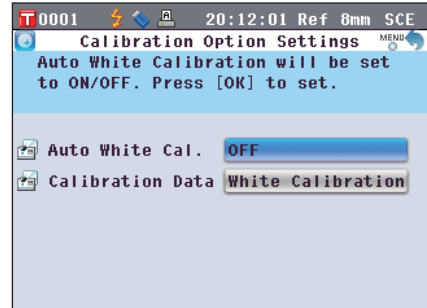 T0001 20:12:01 Ref 8mm SCE
Calibration Option Settings MENU
Auto White Calibration will be set
to ON/OFF. Press [OK] to set.
Auto White Cal. OFF
Calibration Data White Calibration